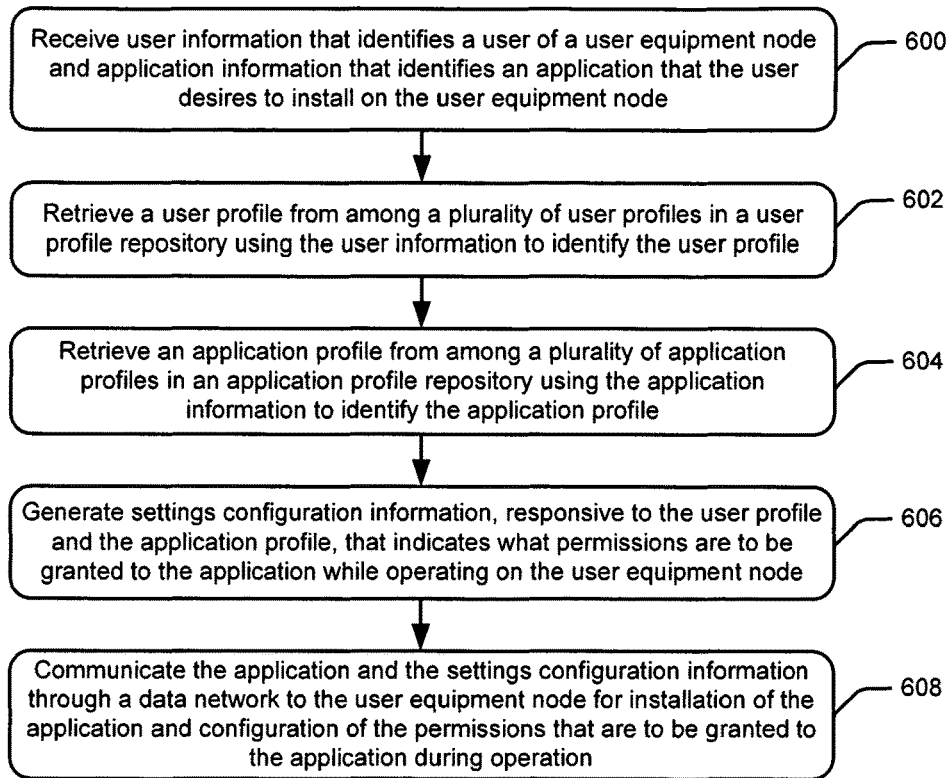 Receive user information that identifies a user of a user equipment node
and application information that identifies an application that the user
desires to install on the user equipment node
600
Retrieve a user profile from among a plurality of user profiles in a user
profile repository using the user information to identify the user profile
602
Retrieve an application profile from among a plurality of application
profiles in an application profile repository using the application
information to identify the application profile
604
Generate settings configuration information, responsive to the user profile
and the application profile, that indicates what permissions are to be
granted to the application while operating on the user equipment node
606
Communicate the application and the settings configuration information
through a data network to the user equipment node for installation of the
application and configuration of the permissions that are to be granted to
the application during operation
608